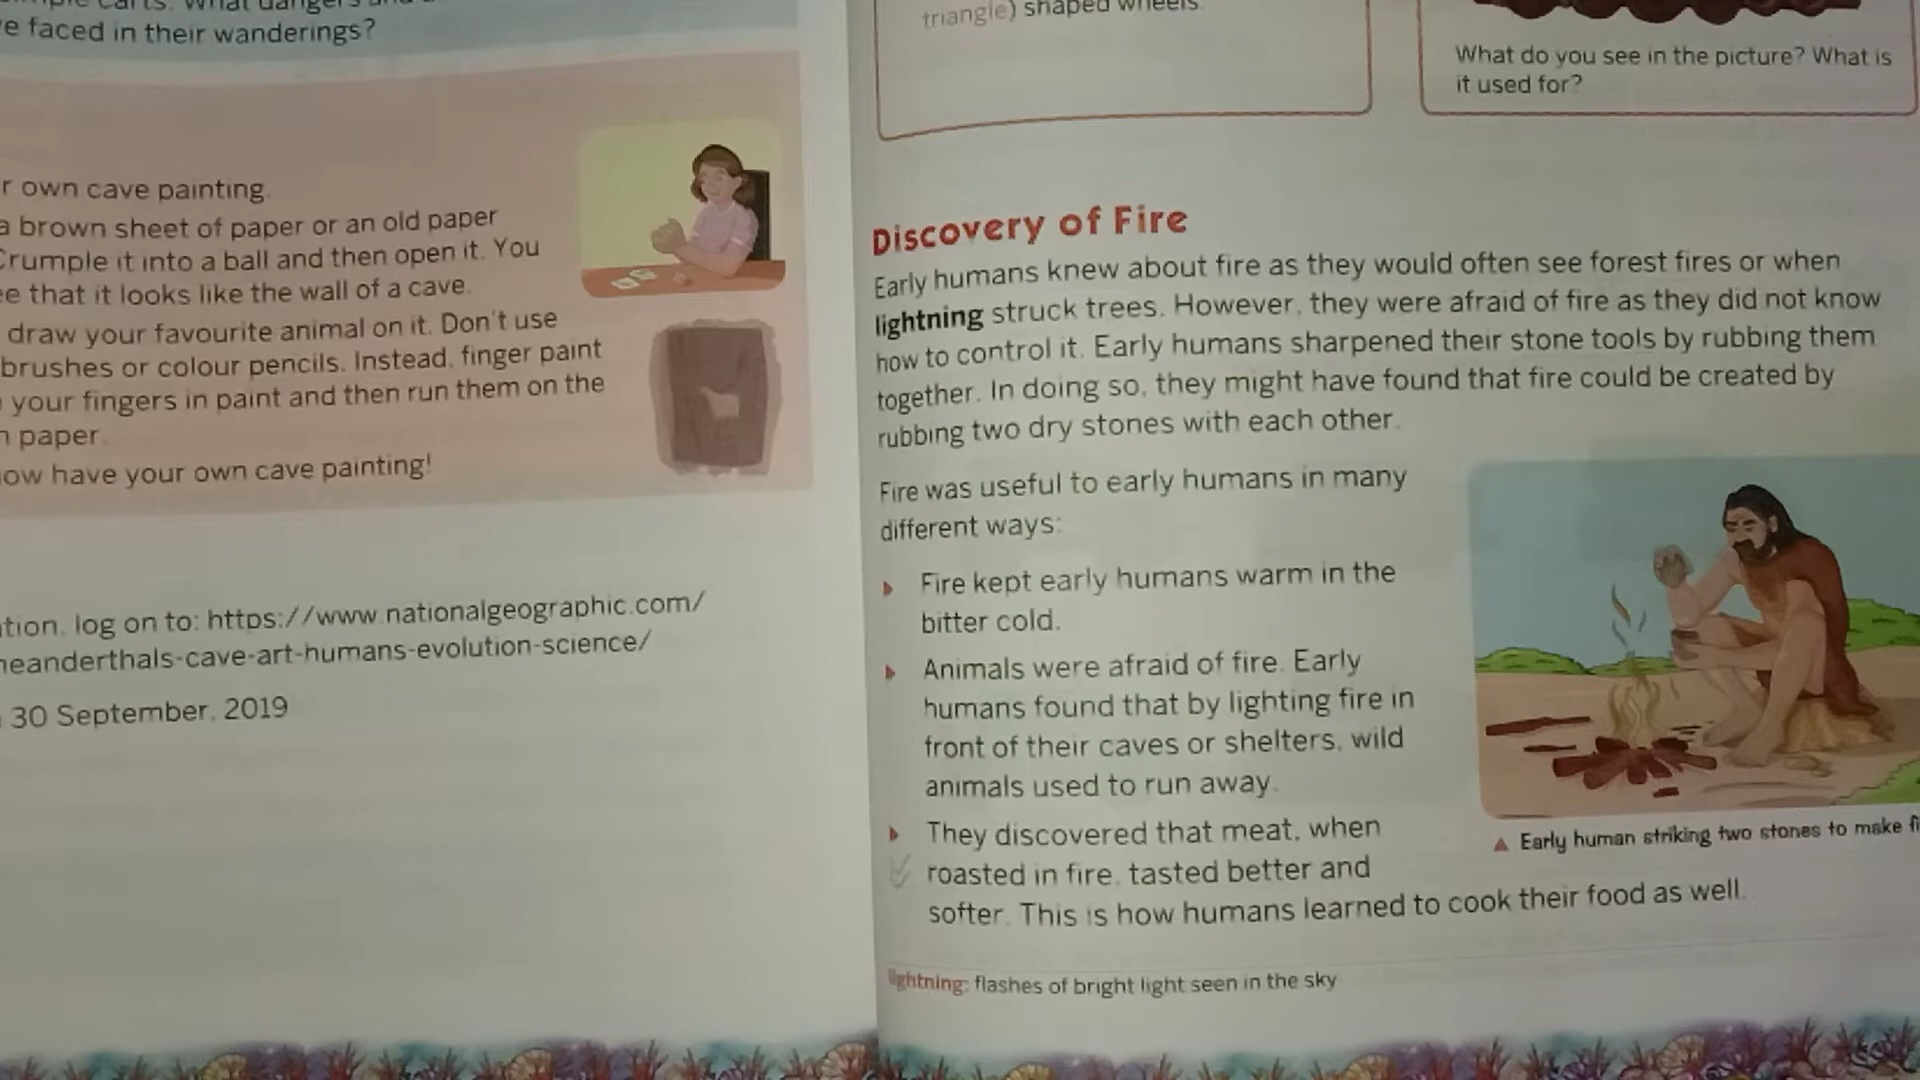 e faced in their wanderings?
r own cave painting.
a brown sheet of paper or an old paper
Crumple it into a ball and then open it. You
ee that it looks like the wall of a cave.
draw your favourite animal on it. Don't use
brushes or colour pencils. Instead, finger paint
your fingers in paint and then run them on the
n paper.
ow have your own cave painting!
ation, log on to: https://www.nationalgeographic.com/
neanderthals-cave-art-humans-evolution-science/
30 September, 2019
triangle) shaped wheels.
What do you see in the picture? What is
it used for?
Discovery of Fire
Early humans knew about fire as they would often see forest fires or when
lightning struck trees. However, they were afraid of fire as they did not know
how to control it. Early humans sharpened their stone tools by rubbing them
together. In doing so, they might have found that fire could be created by
rubbing two dry stones with each other.
Fire was useful to early humans in many
different ways:
Fire kept early humans warm in the
bitter cold.
Animals were afraid of fire. Early
humans found that by lighting fire in
front of their caves or shelters, wild
animals used to run away.
They discovered that meat, when
roasted in fire, tasted better and
softer. This is how humans learned to cook their food as well.
Early human striking two stones to make fi
lightning: flashes of bright light seen in the sky